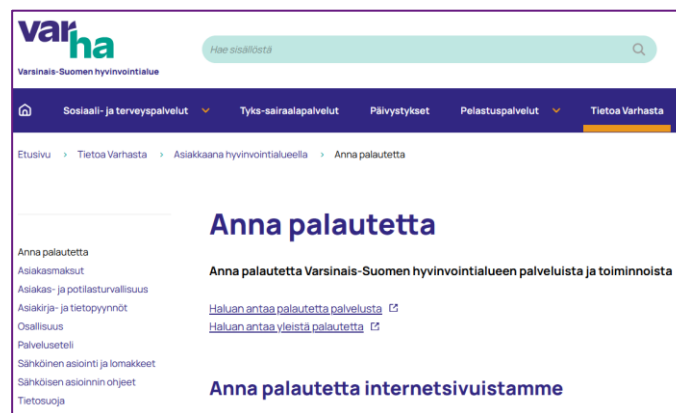 varha
Varsinais-Suomen hyvinvointialue
Hae sisällöstä
Sosiaali- ja terveyspalvelut
Tyks-sairaalapalvelut
Päivystykset
Pelastuspalvelut
Tietoa Varhasta
Etusivu > Tietoa Varhasta > Asiakkaana hyvinvointialueella > Anna palautetta
Anna palautetta
Asiakasmaksut
Asiakas- ja potilasturvallisuus
Asiakirja- ja tietopyynnöt
Osallisuus
Palveluseteli
Sähköinen asiointi ja lomakkeet
Sähköisen asioinnin ohjeet
Tietosuoja
Anna palautetta
Anna palautetta Varsinais-Suomen hyvinvointialueen palveluista ja toiminnoista
Haluan antaa palautetta palvelusta
Haluan antaa yleistä palautetta
Anna palautetta internetsivuistamme